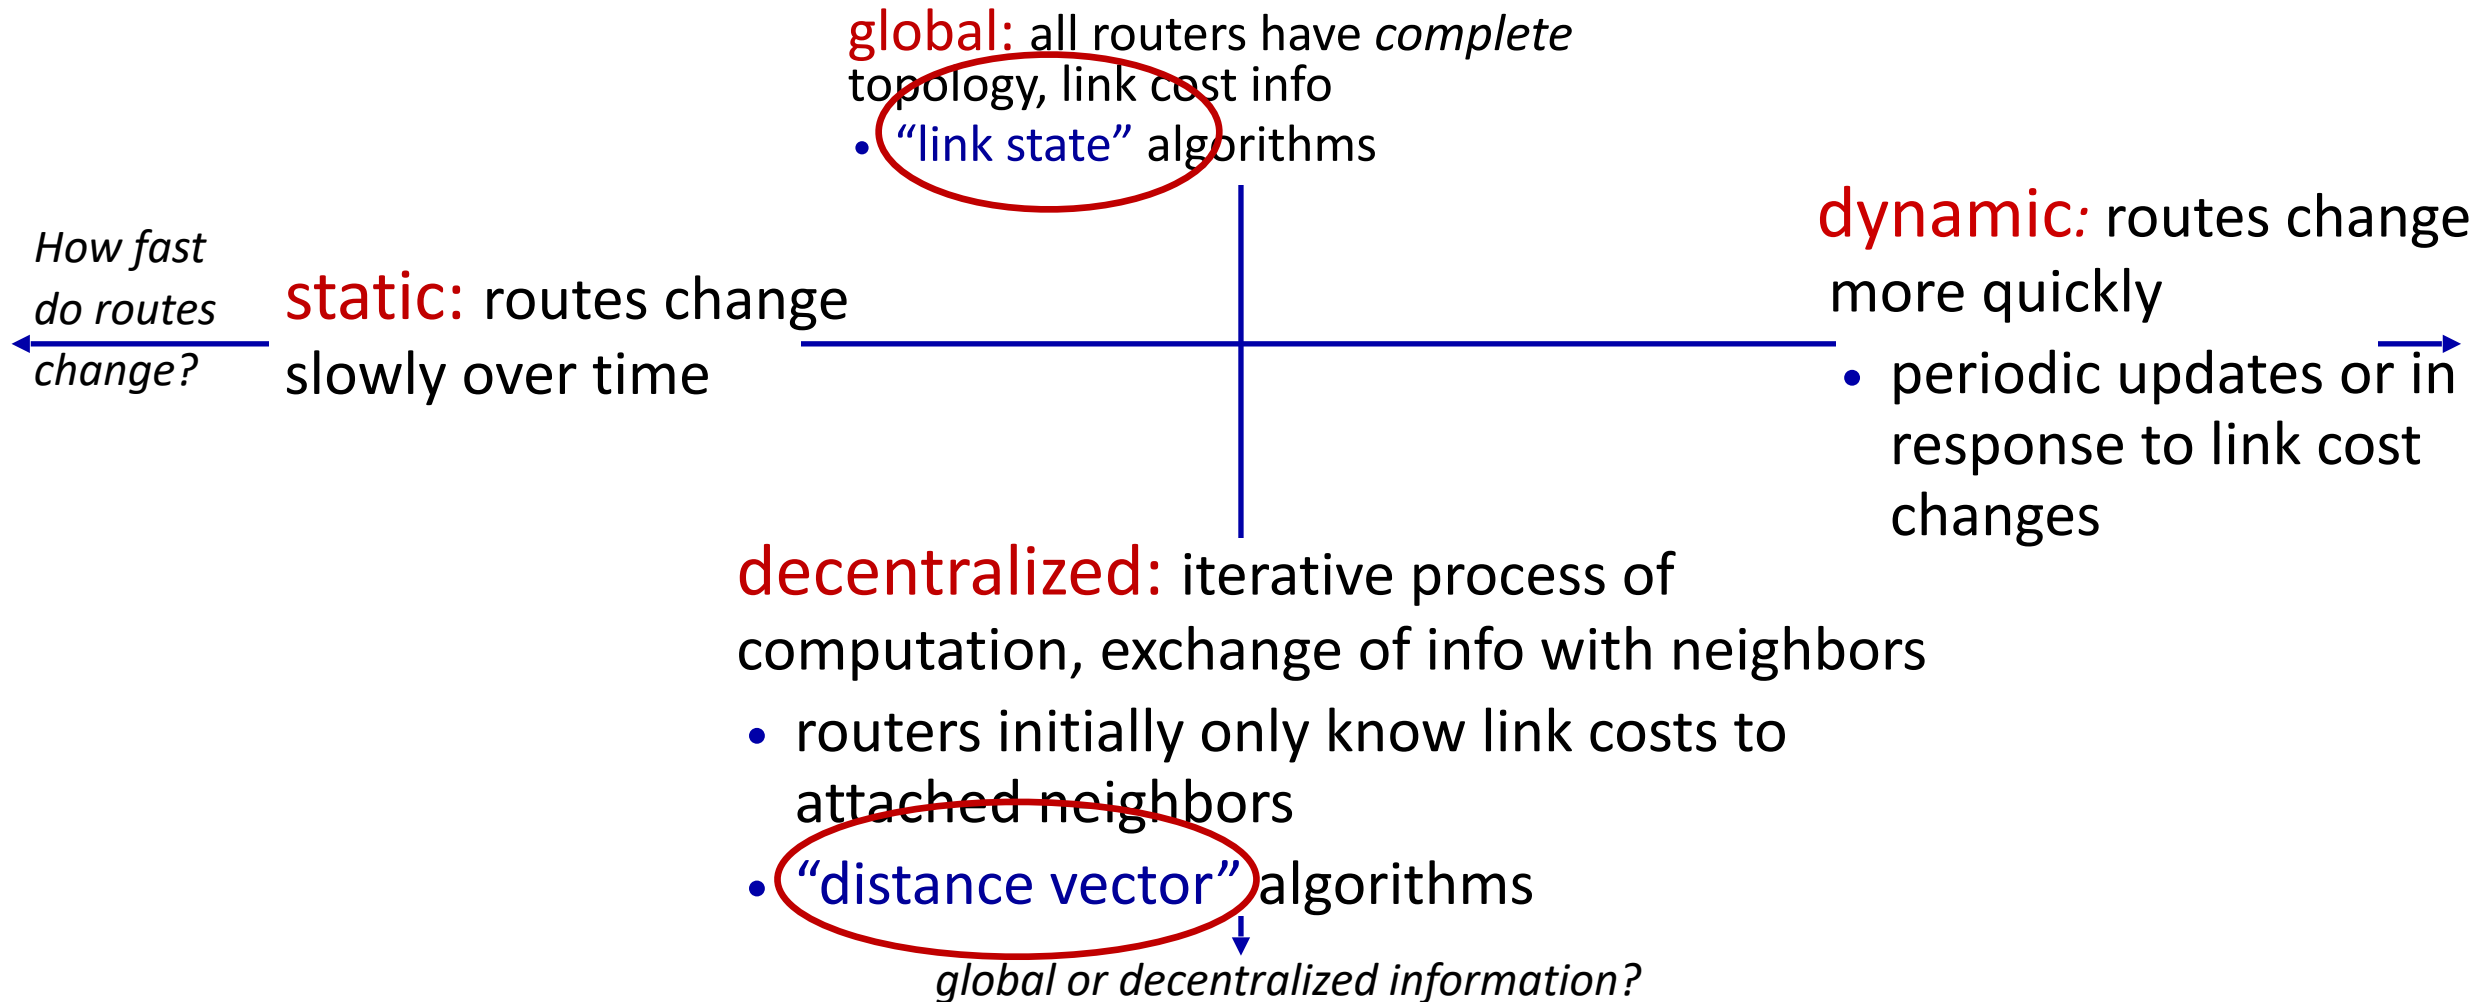 global: all routers have complete
topology, link cost info
• “link state” algorithms
How fast
do routes
change?
static: routes change
slowly over time
dynamic: routes change
more quickly
• periodic updates or in
response to link cost
changes
decentralized: iterative process of
computation, exchange of info with neighbors
• routers initially only know link costs to
attached neighbors
• “distance vector” algorithms
global or decentralized information?